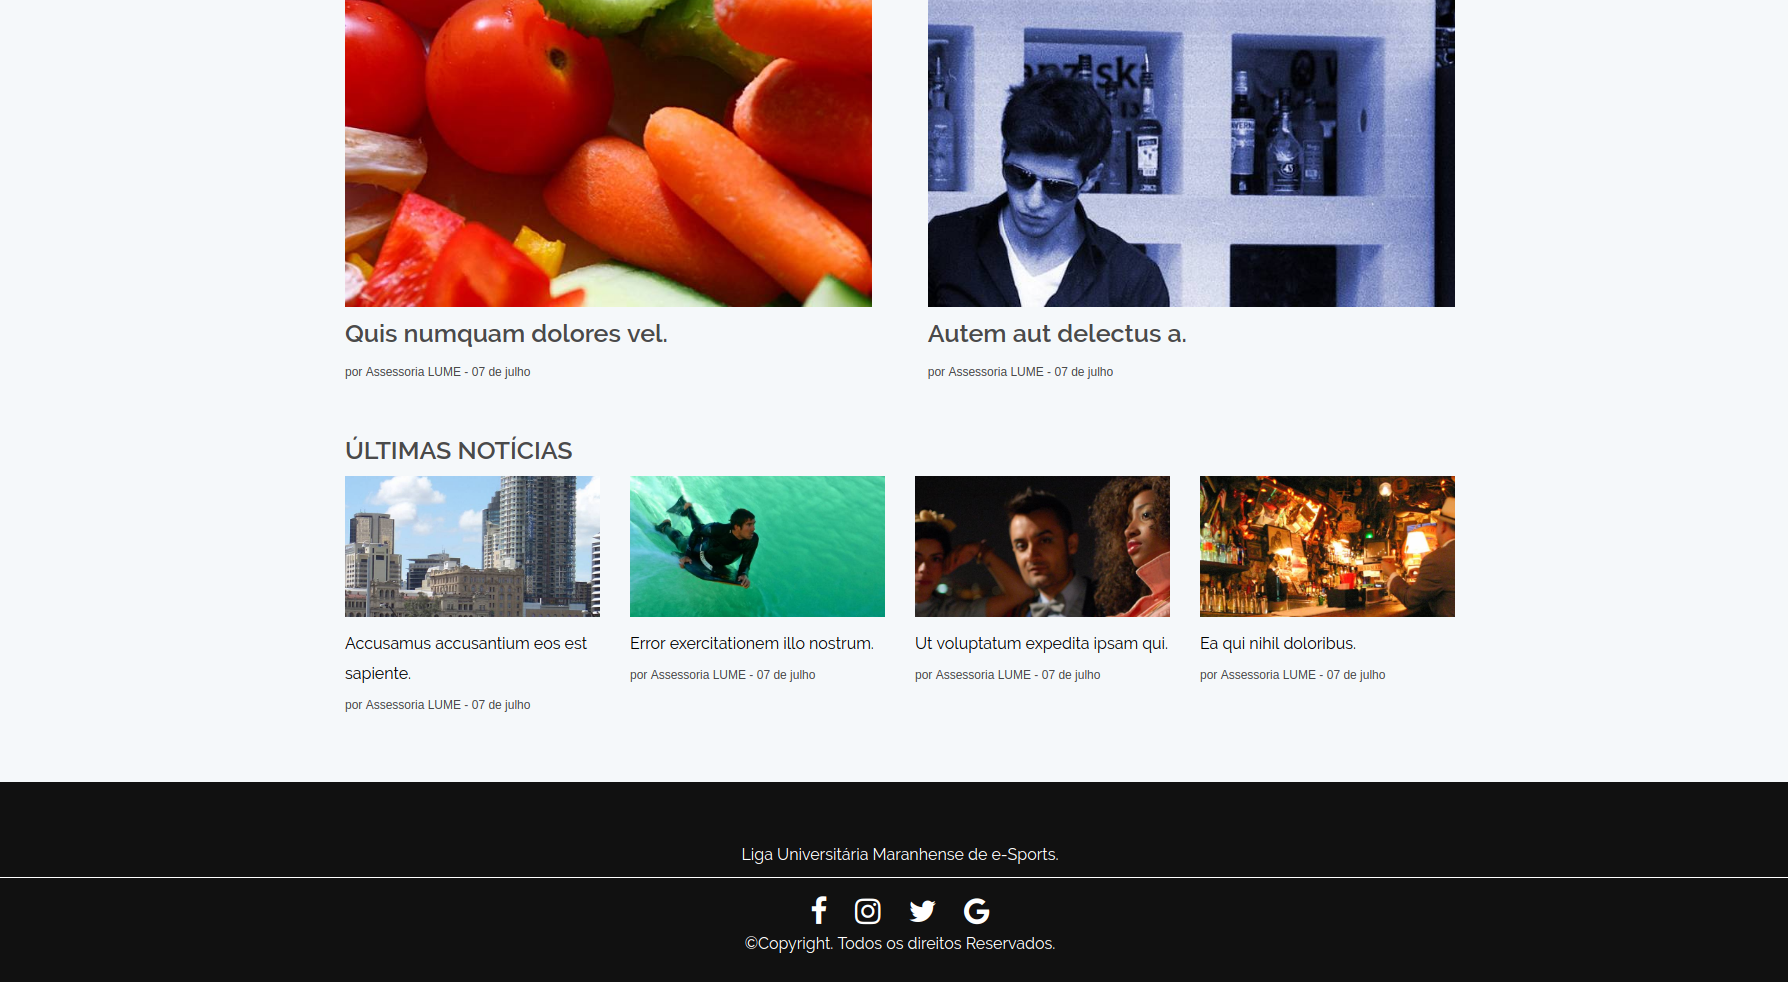 Quis numquam dolores vel.
por Assessoria LUME - 07 de julho
Autem aut delectus a.
por Assessoria LUME - 07 de julho
ÚLTIMAS NOTÍCIAS
Accusamus accusantium eos est
sapiente.
por Assessoria LUME - 07 de julho
Error exercitationem illo nostrum.
por Assessoria LUME - 07 de julho
Ut voluptatum expedita ipsam qui.
por Assessoria LUME - 07 de julho
Ea qui nihil doloribus.
por Assessoria LUME - 07 de julho
Liga Universitária Maranhense de e-Sports.
©Copyright. Todos os direitos Reservados.